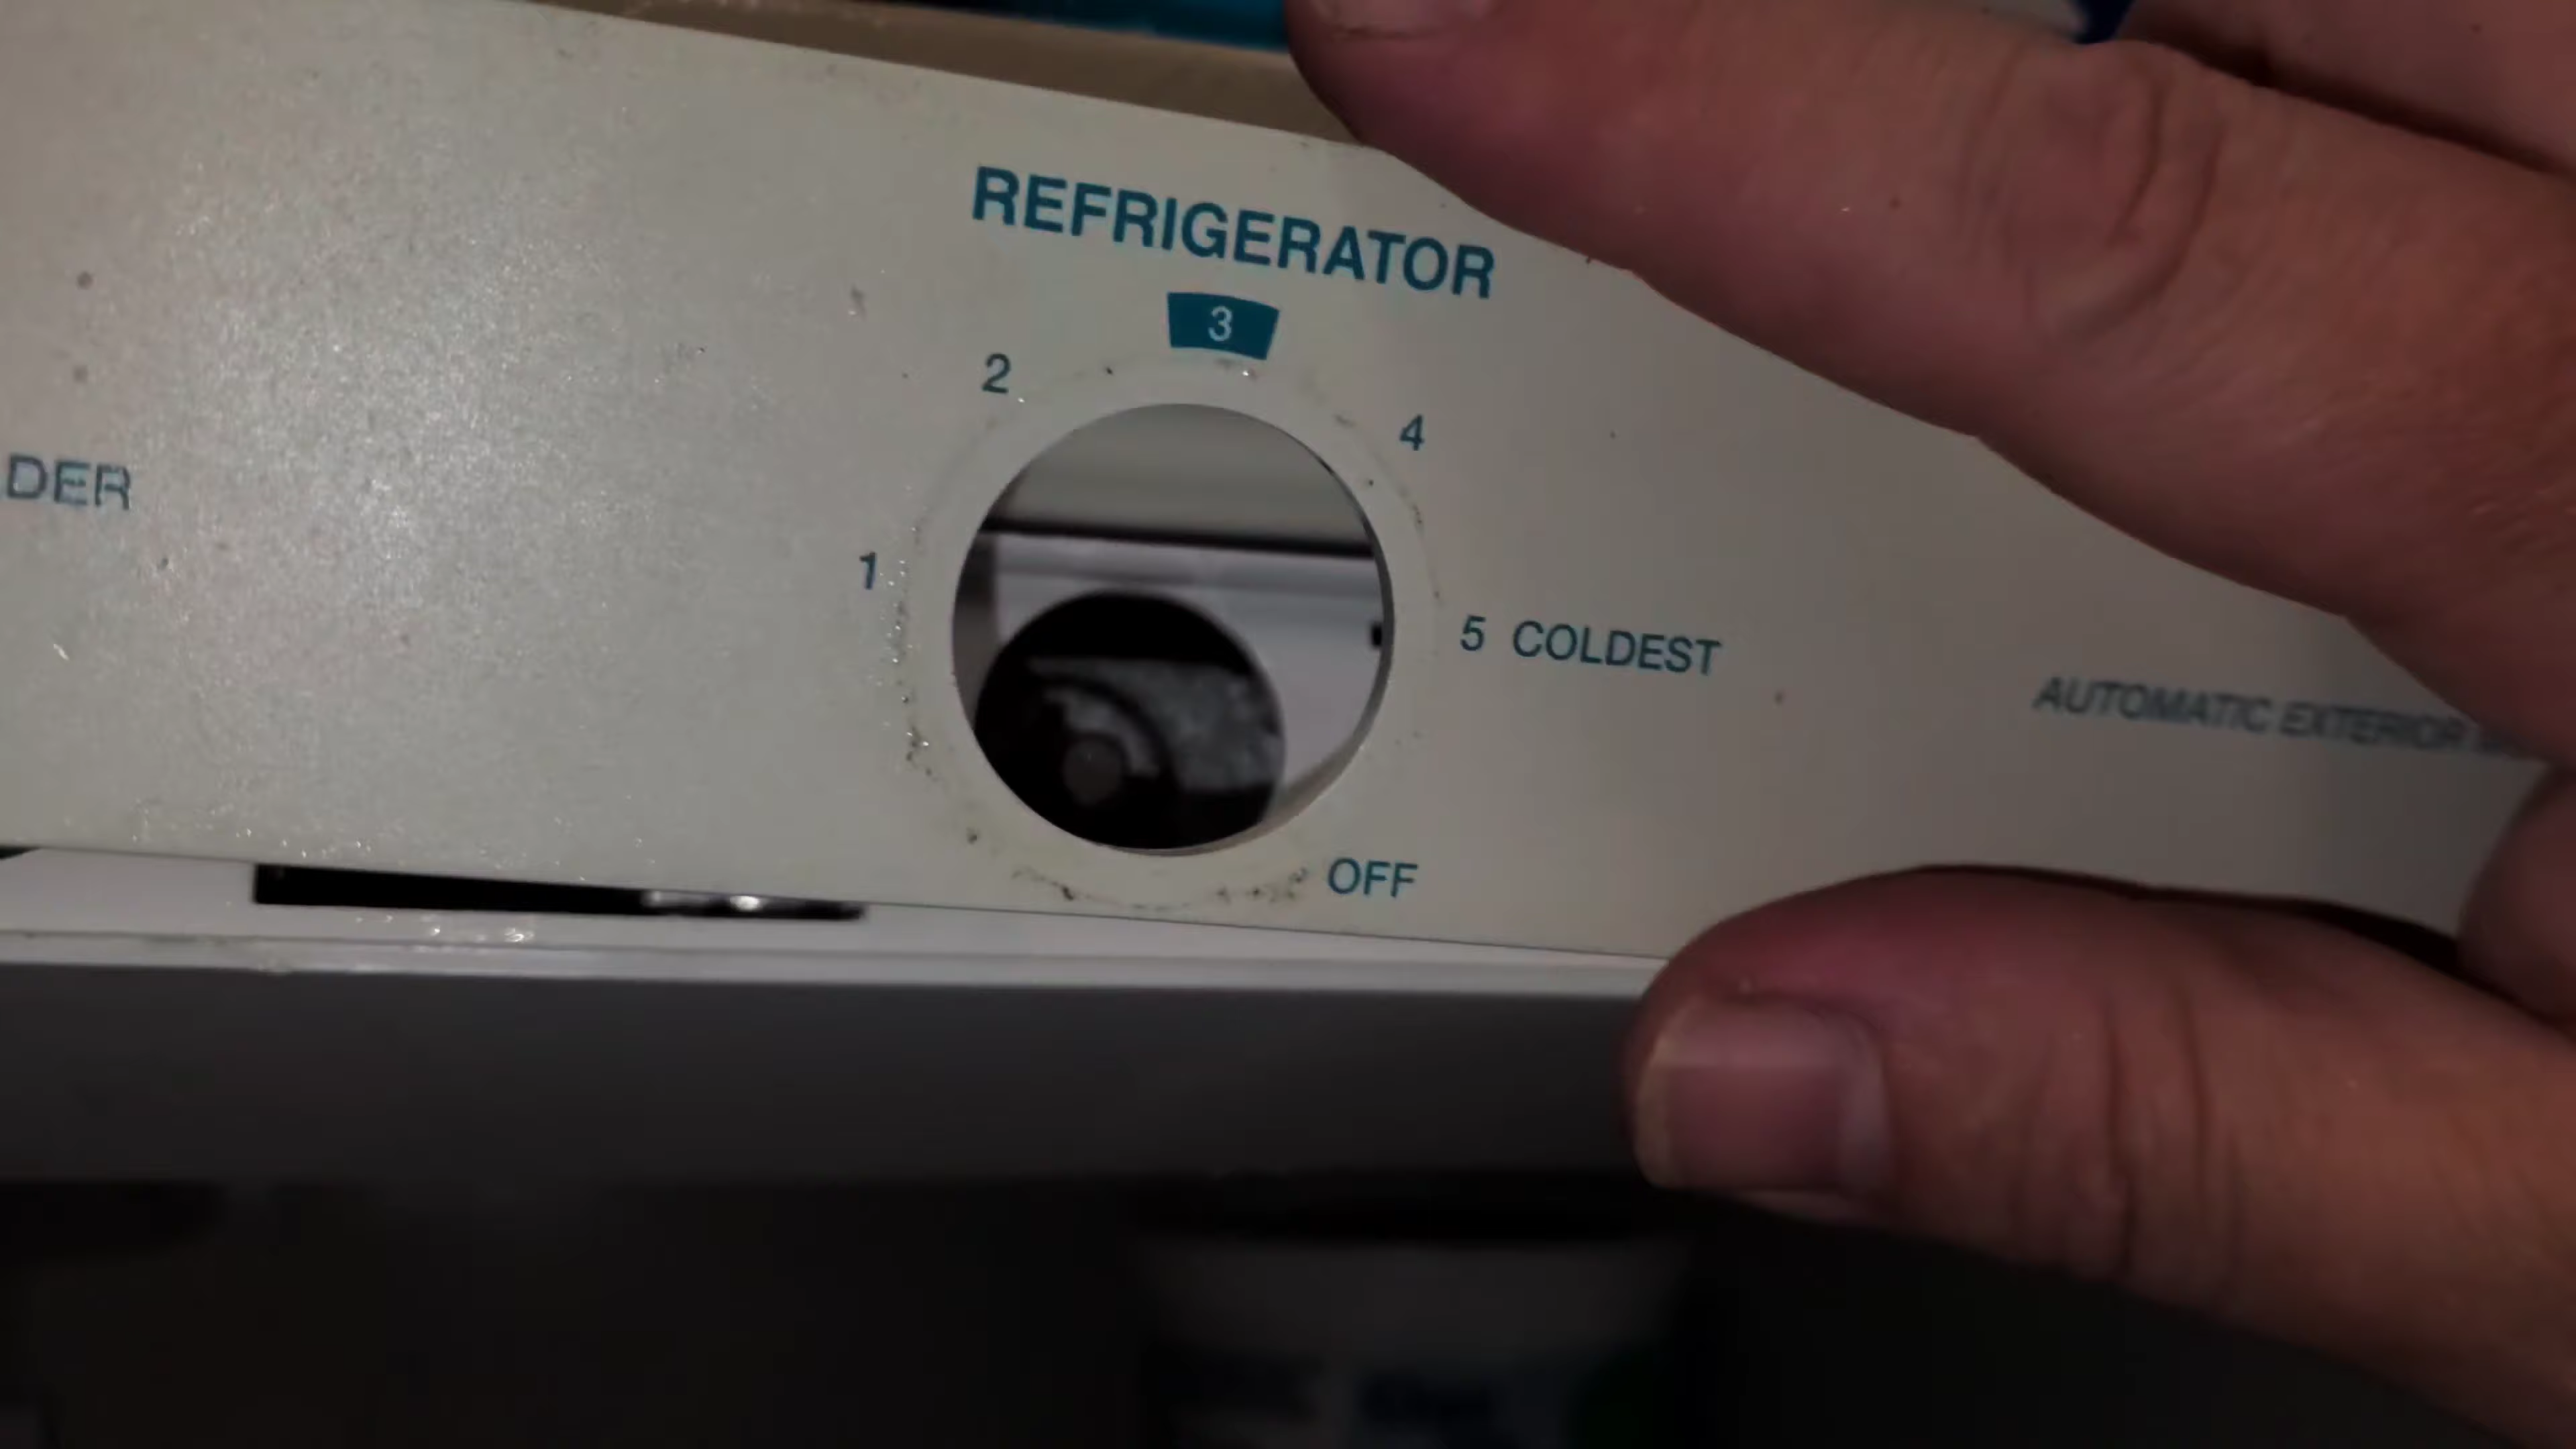 REFRIGERATOR
3
2
4
DER
1
5 COLDEST
AUTOMATIC EXTERIOR
OFF